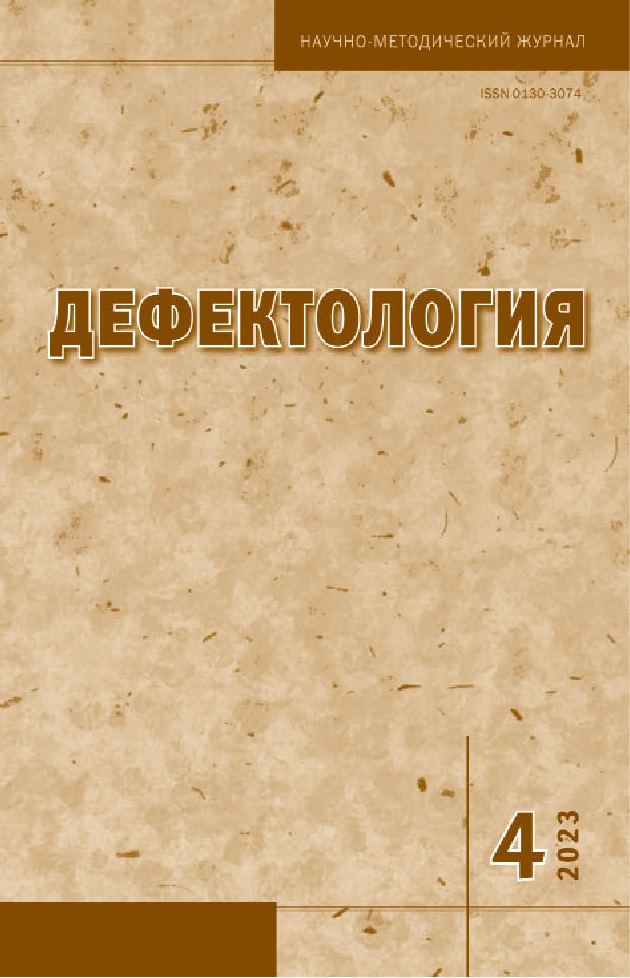 НАУЧНО-МЕТОДИЧЕСКИЙ ЖУРНАЛ
ISSN 0130-3074
ДЕФЕКТОЛОГИЯ
4
2023